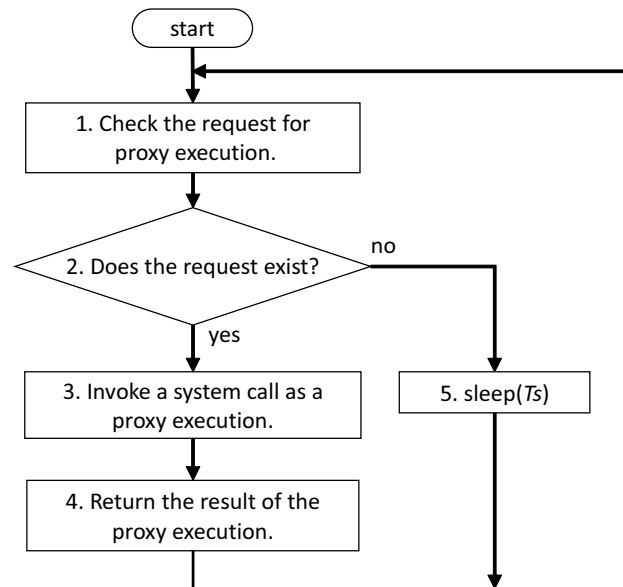 start
1. Check the request for
proxy execution.
2. Does the request exist?
no
yes
3. Invoke a system call as a
proxy execution.
5. sleep(Ts)
4. Return the result of the
proxy execution.